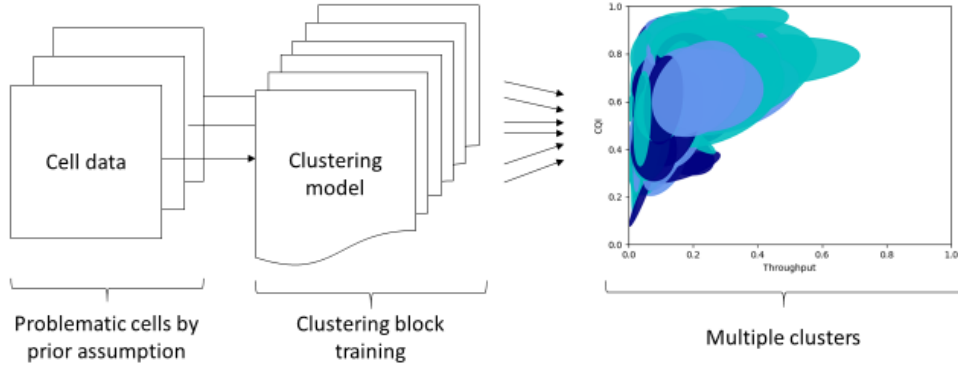 Cell data
Clustering
model
1.0
0.8
0.6
0.4
0.2
0.0
CQI
0.0
0.2
0.4
0.6
0.8
1.0
Throughput
Problematic cells by
prior assumption
Clustering block
training
Multiple clusters